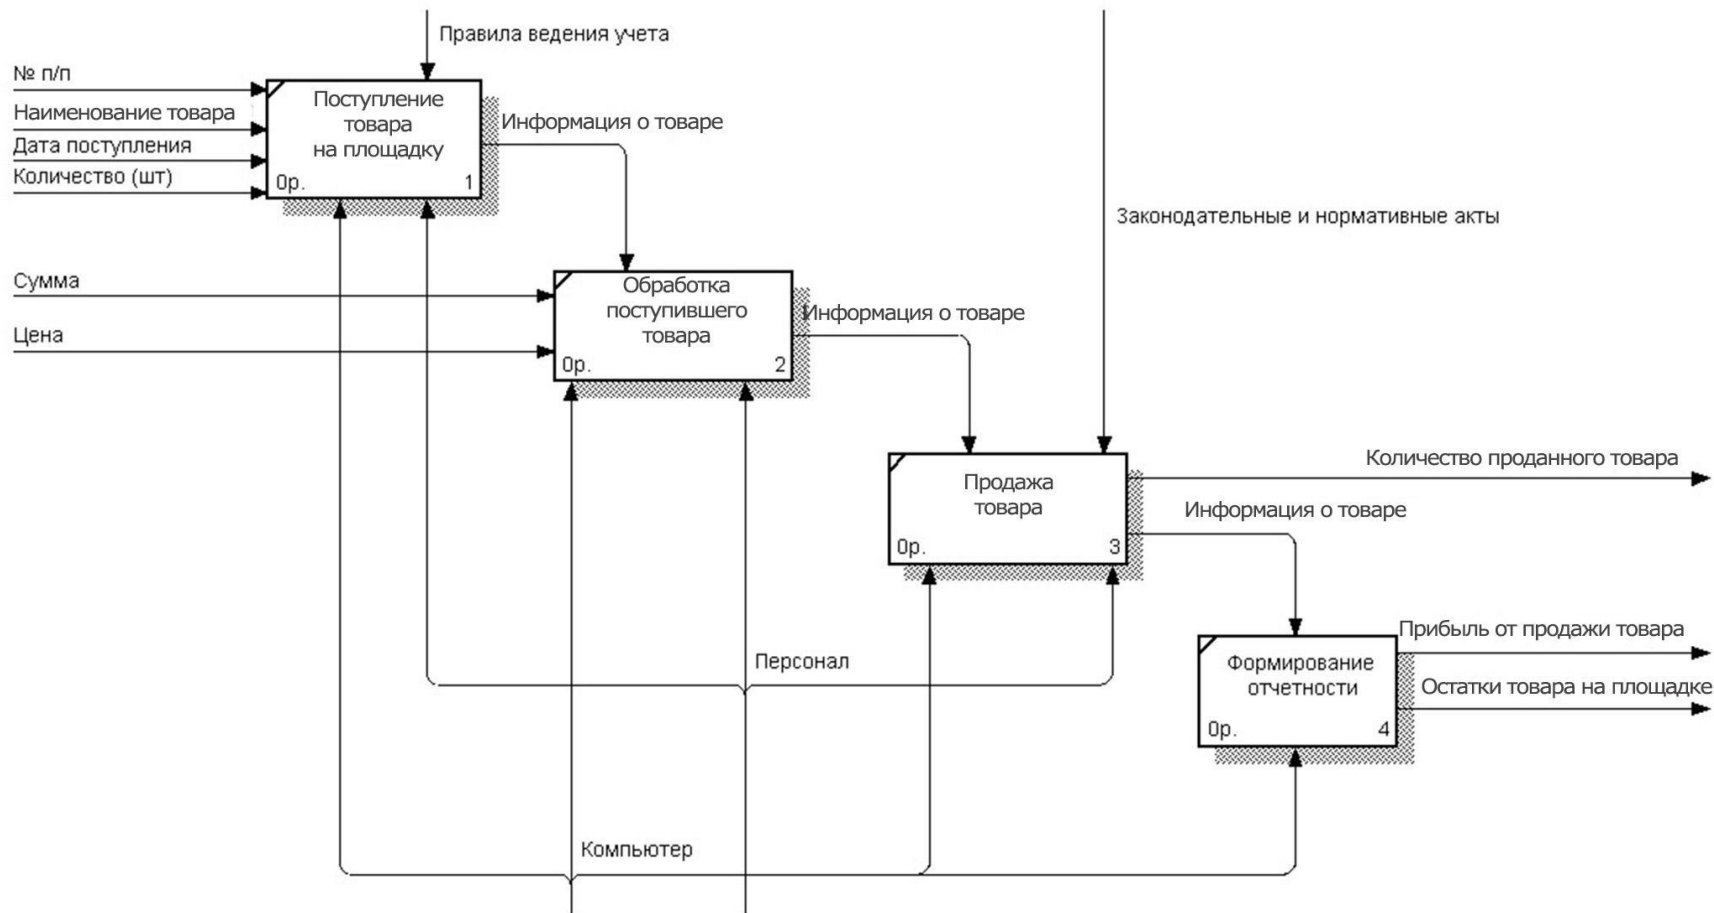 Правила ведения учета
№ п/п
Наименование товара
Дата поступления
Количество (шт)
Поступление
товара
на площадку
0р.
1
Информация о товаре
Законодательные и нормативные акты
Сумма
Цена
Обработка
поступившего
товара
0р.
2
Информация о товаре
Продажа
товара
0р.
3
Количество проданного товара
Информация о товаре
Формирование
отчетности
0р.
4
Прибыль от продажи товара
Остатки товара на площадке
Персонал
Компьютер